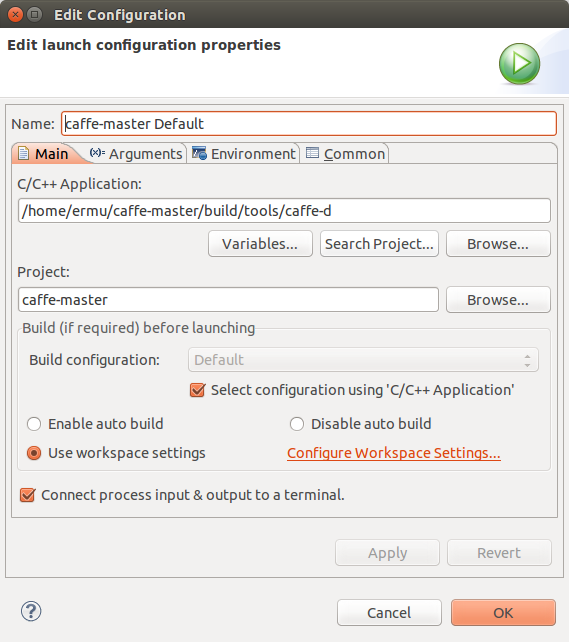 Edit Configuration
Edit launch configuration properties
Name: caffe-master Default
Main (x)= Arguments Environment Common
C/C++ Application:
/home/ermu/caffe-master/build/tools/caffe-d
Variables... Search Project... Browse...
Project:
caffe-master Browse...
Build (if required) before launching
Build configuration: Default
Select configuration using 'C/C++ Application'
Enable auto build Disable auto build
Use workspace settings Configure Workspace Settings...
Connect process input & output to a terminal.
Apply Revert
? Cancel OK